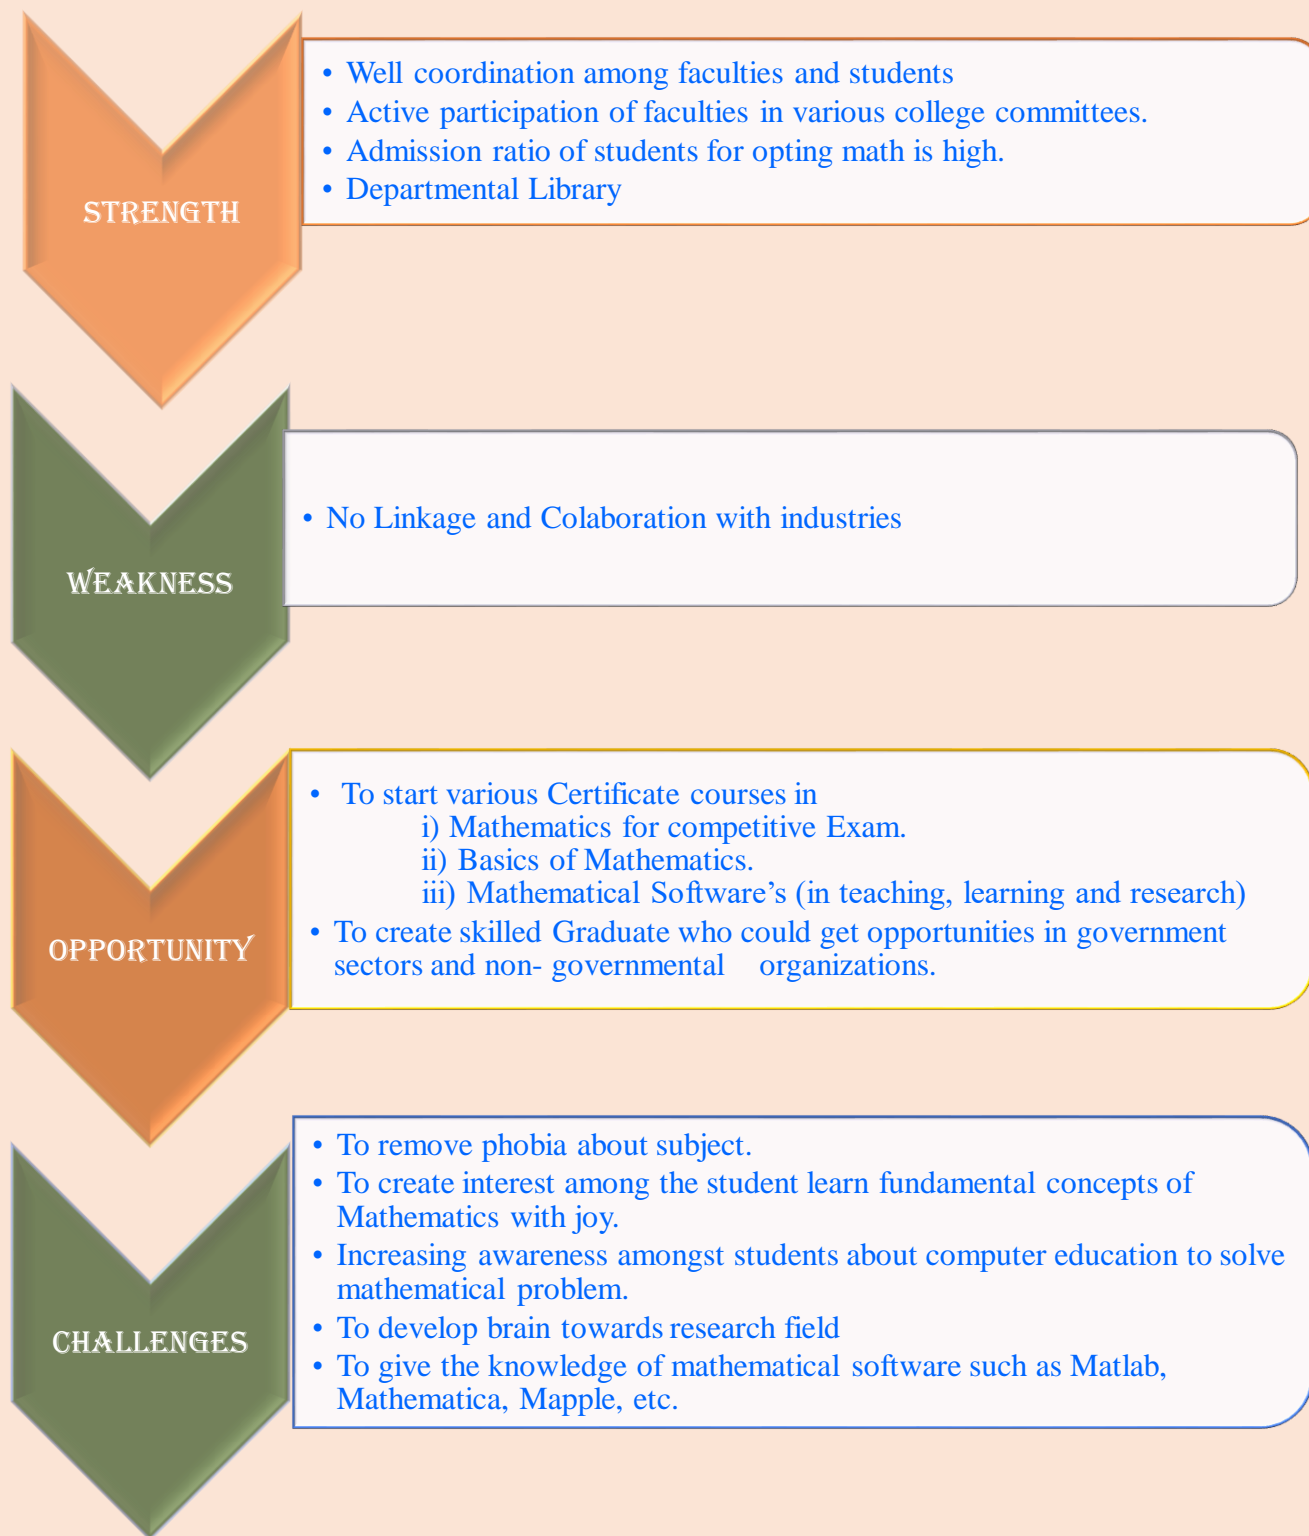 STRENGTH
• Well coordination among faculties and students
• Active participation of faculties in various college committees.
• Admission ratio of students for opting math is high.
• Departmental Library
WEAKNESS
• No Linkage and Colaboration with industries
OPPORTUNITY
• To start various Certificate courses in
i) Mathematics for competitive Exam.
ii) Basics of Mathematics.
iii) Mathematical Software’s (in teaching, learning and research)
• To create skilled Graduate who could get opportunities in government
sectors and non- governmental organizations.
CHALLENGES
• To remove phobia about subject.
• To create interest among the student learn fundamental concepts of
Mathematics with joy.
• Increasing awareness amongst students about computer education to solve
mathematical problem.
• To develop brain towards research field
• To give the knowledge of mathematical software such as Matlab,
Mathematica, Mapple, etc.